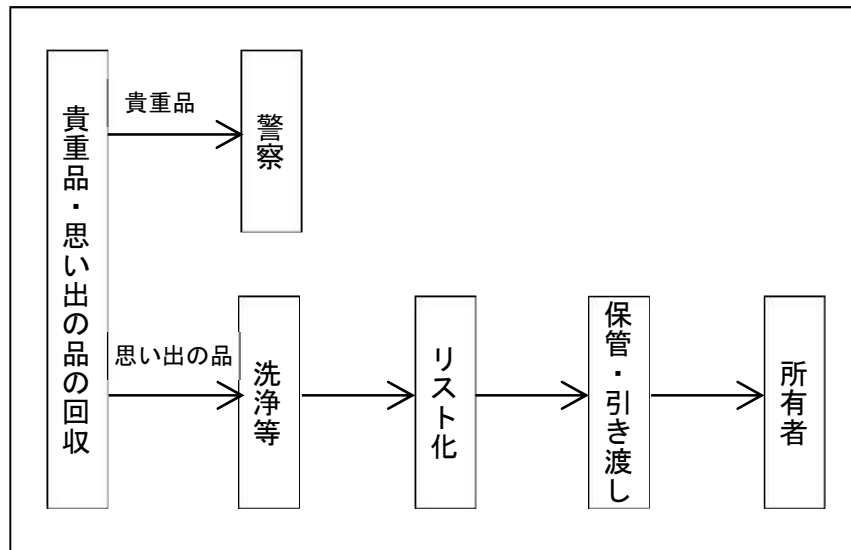 貴重品・思い出の品の回収
貴重品
警察
思い出の品
洗浄等
リスト化
保管・引き渡し
所有者